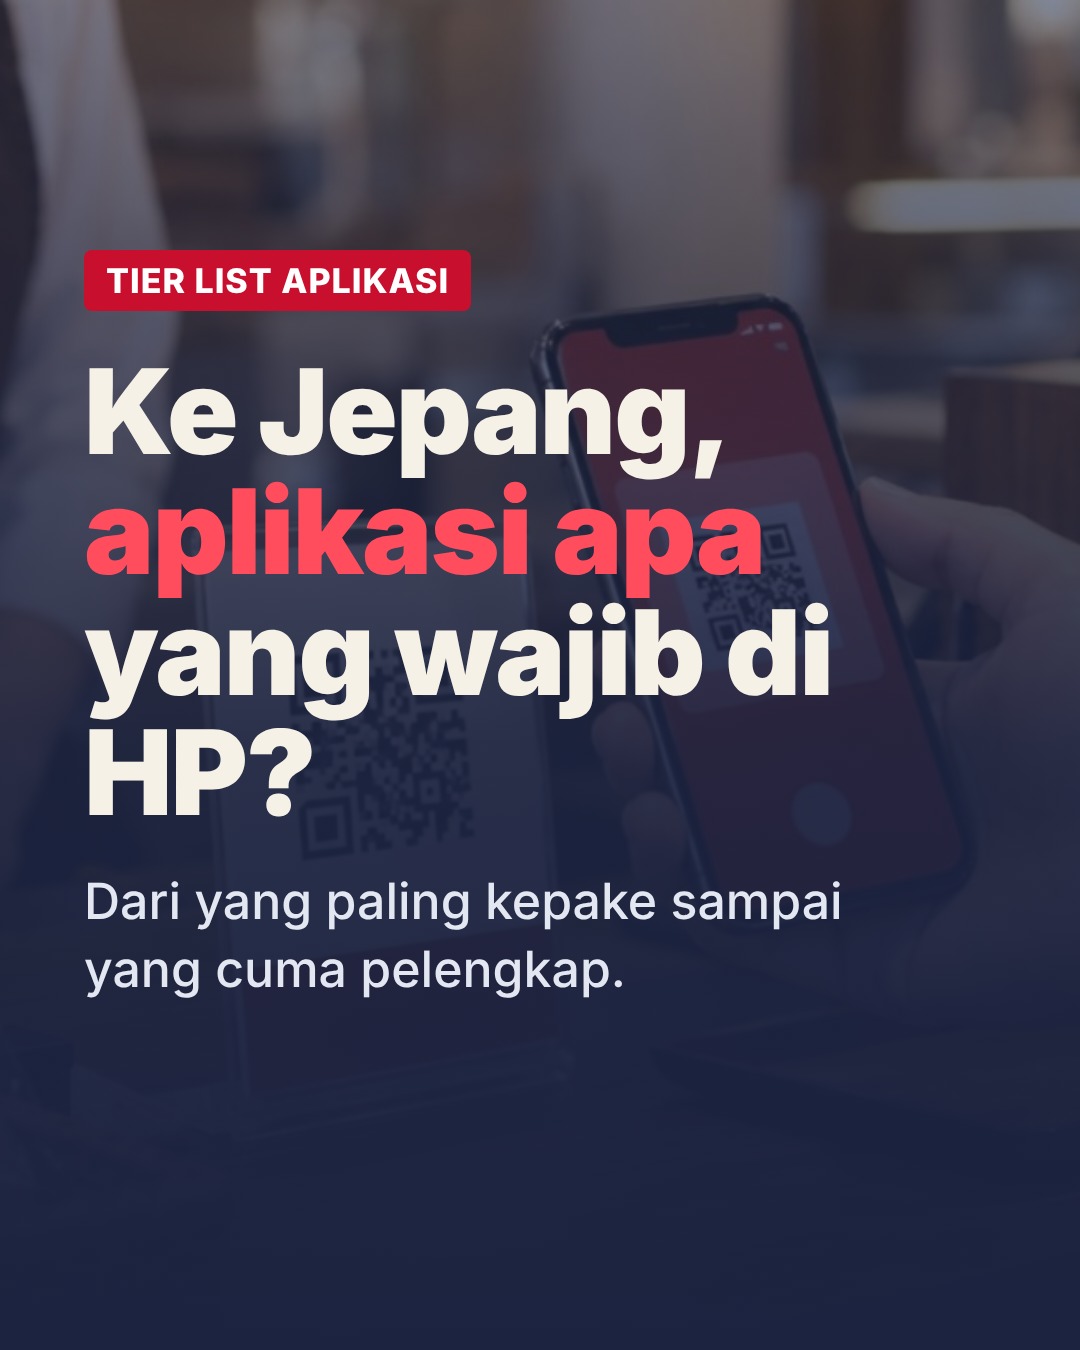 TIER LIST APLIKASI
Ke Jepang,
aplikasi apa
yang wajib di
HP?
Dari yang paling kepake sampai
yang cuma pelengkap.